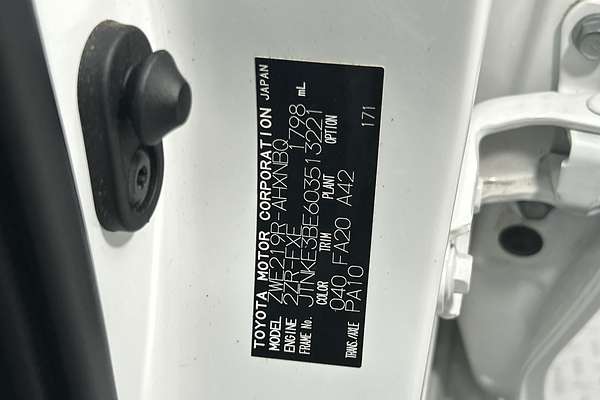 TOYOTA MOTOR CORPORATION JAPAN
MODEL ZWE219R-AHXNBQ
ENGINE 2ZR-FXE 1798 mL
FRAME No. JTNKE3BE603513221
COLOR TRIM PLANT OPTION
040 FA20 A42
TRANS./AXLE PA10 171